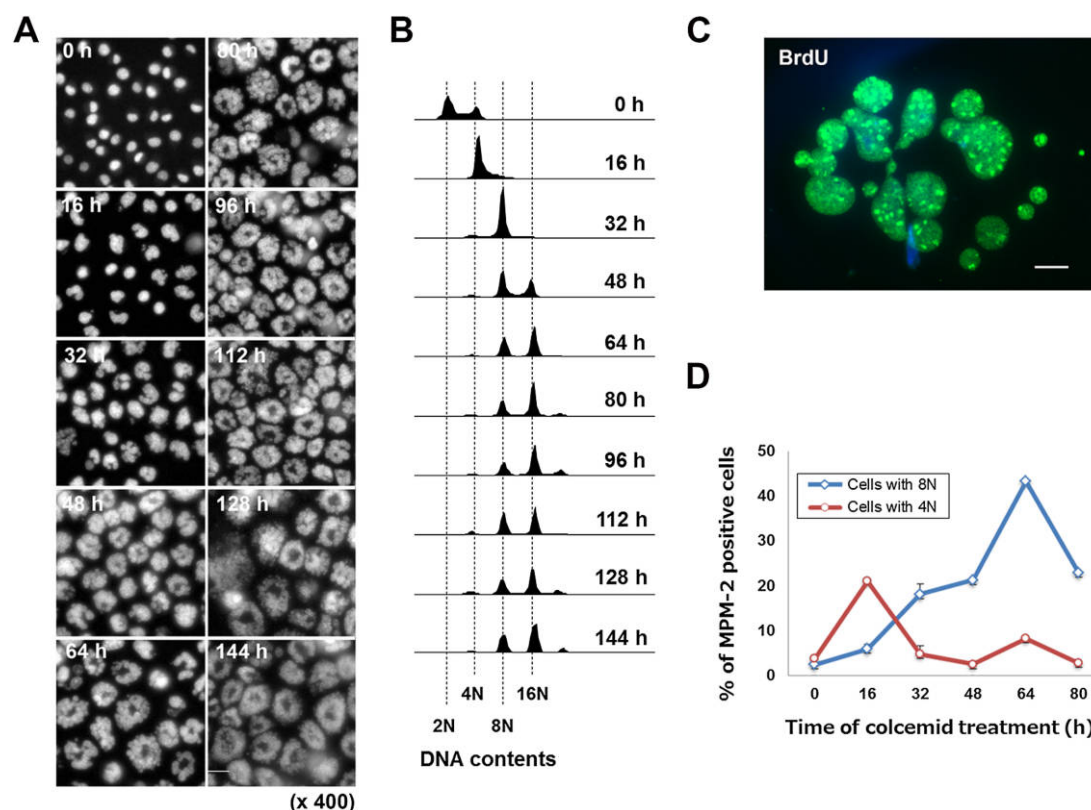 A
0 h
80 h
16 h
96 h
32 h
112 h
48 h
128 h
64 h
144 h
(x 400)
B
0 h
16 h
32 h
48 h
64 h
80 h
96 h
112 h
128 h
144 h
4N
16N
2N
8N
DNA contents
C
BrdU
D
% of MPM-2 positive cells
50
40
30
20
10
0
Cells with 8N
Cells with 4N
0 16 32 48 64 80
Time of colcemid treatment (h)